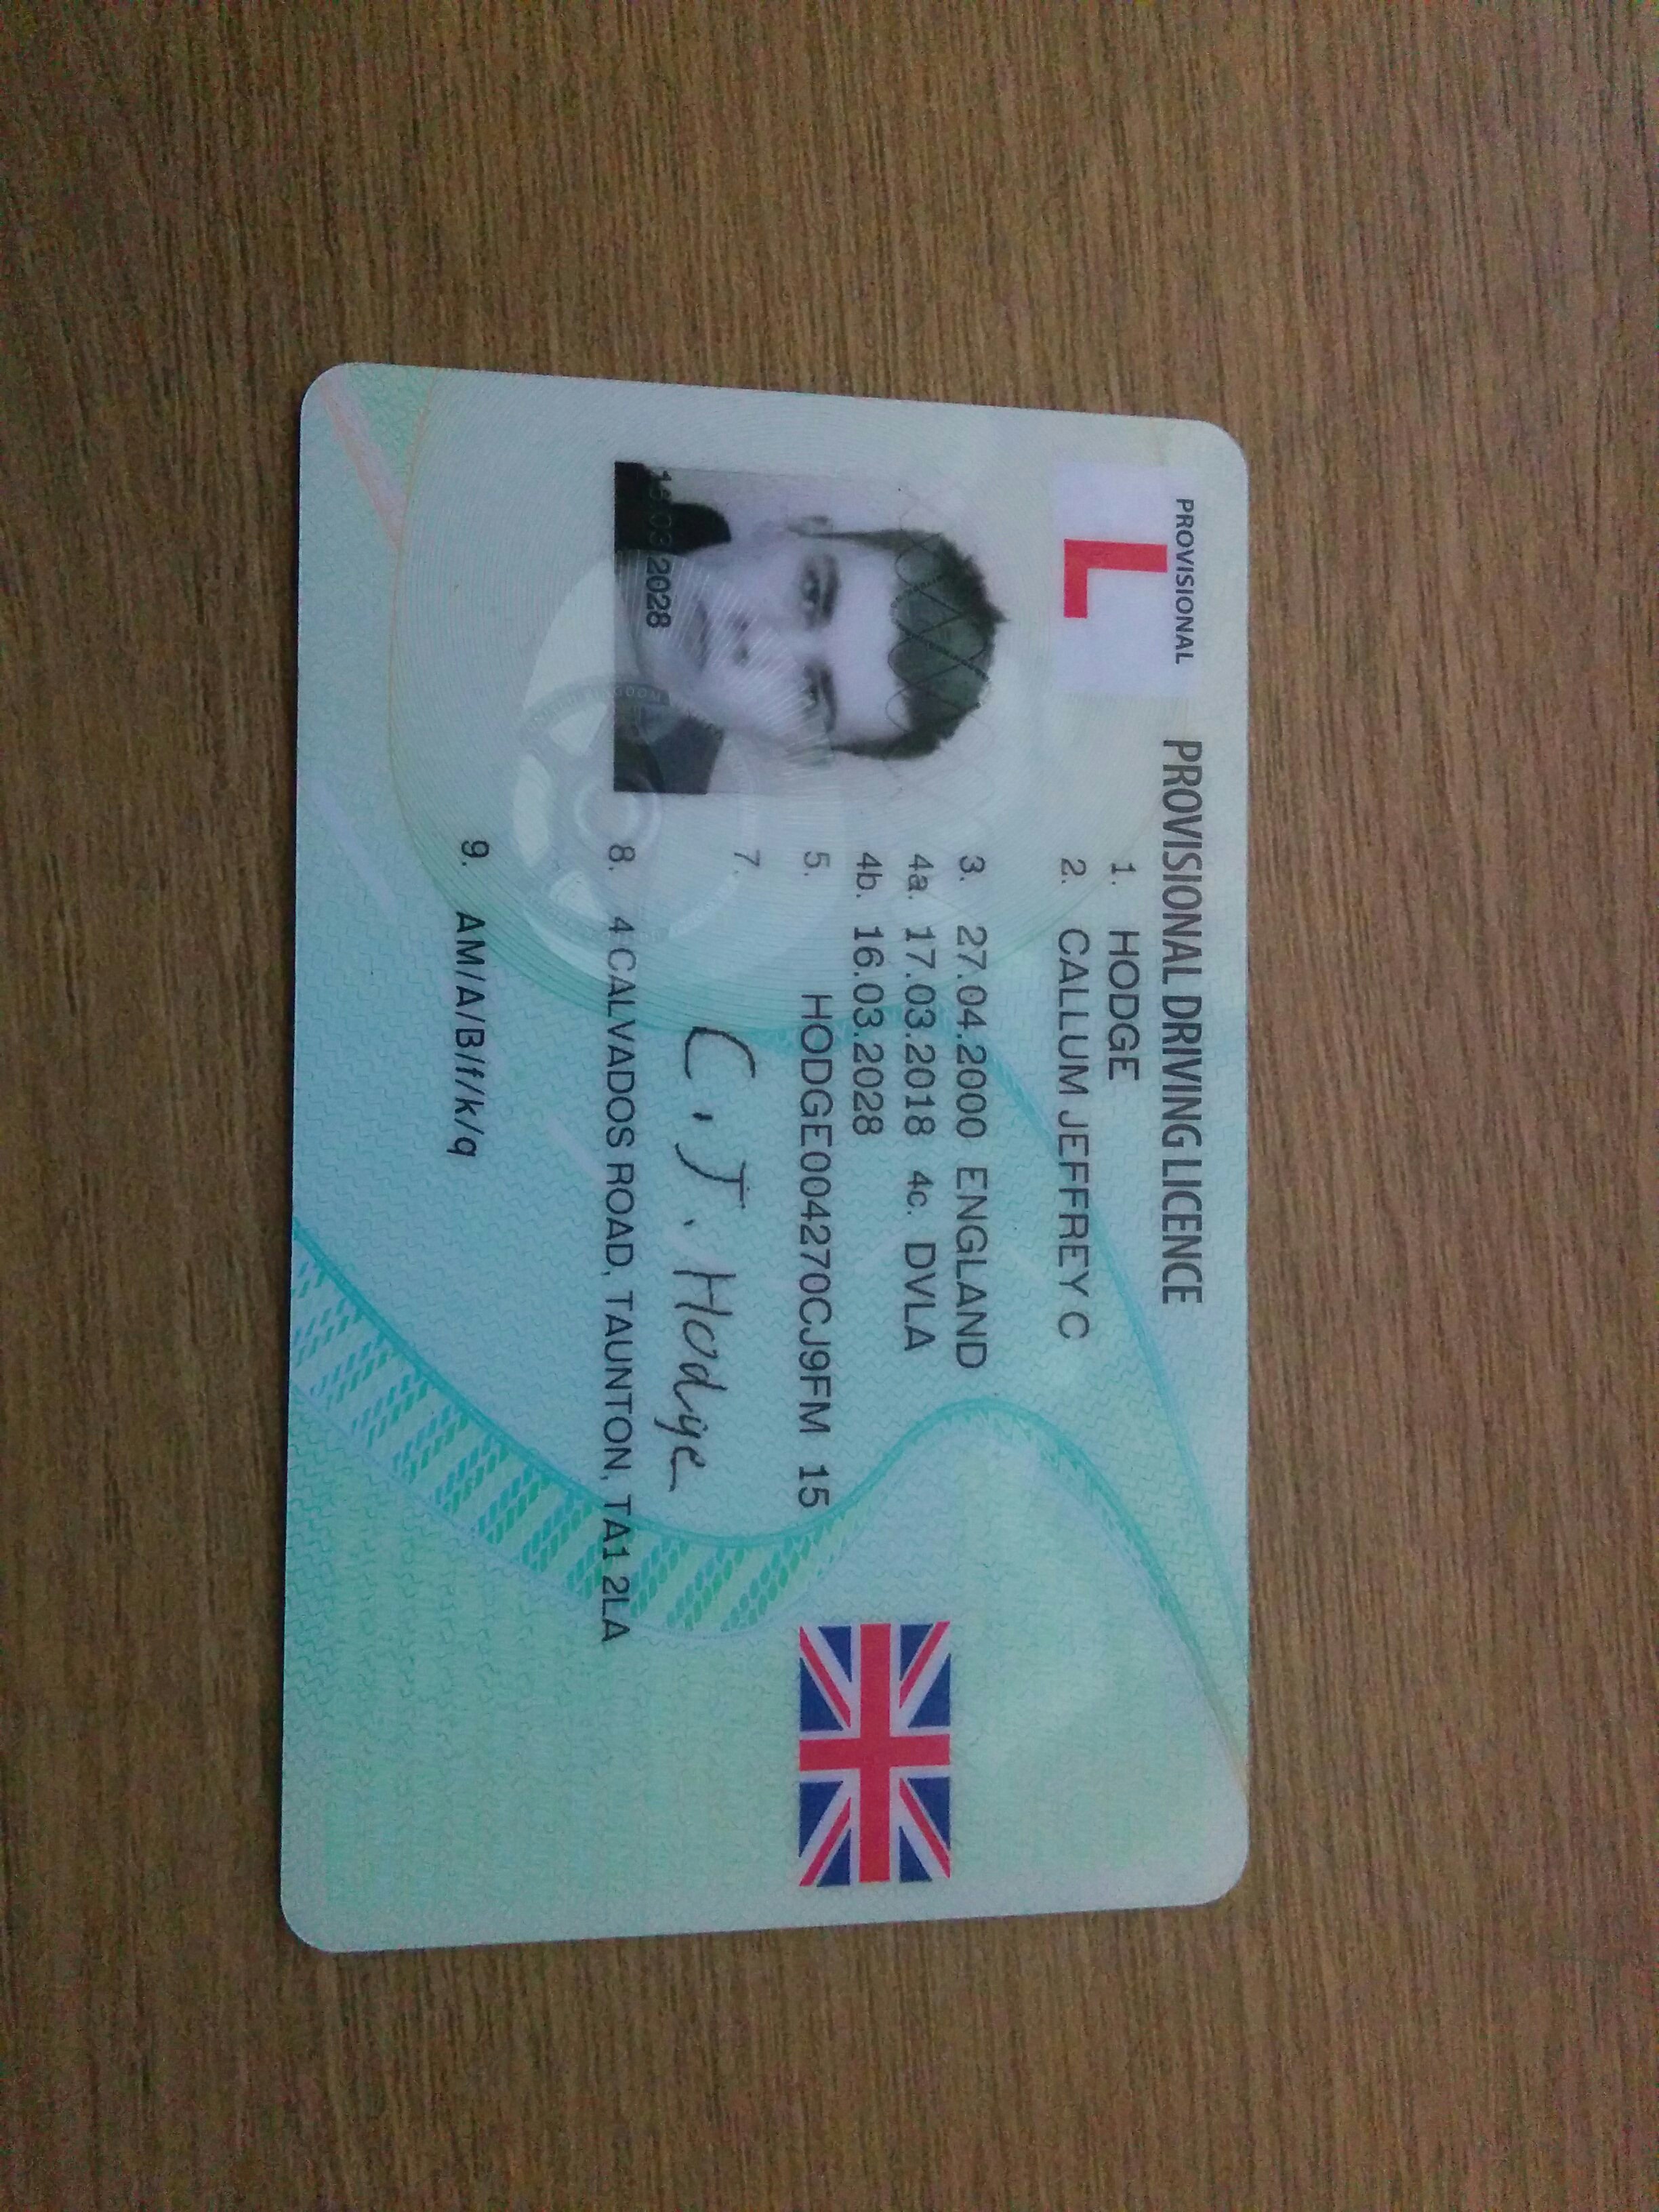 PROVISIONAL
L
PROVISIONAL DRIVING LICENCE
1. HODGE
2. CALLUM JEFFREY C
3. 27.04.2000 ENGLAND
4a. 17.03.2018 4c. DVLA
4b. 16.03.2028
5. HODGE004270CJ9FM 15
7. C.J. Hodge
16.03.2028
8. 4 CALVADOS ROAD, TAUNTON, TA1 2LA
9. AM/A/B/f/k/q